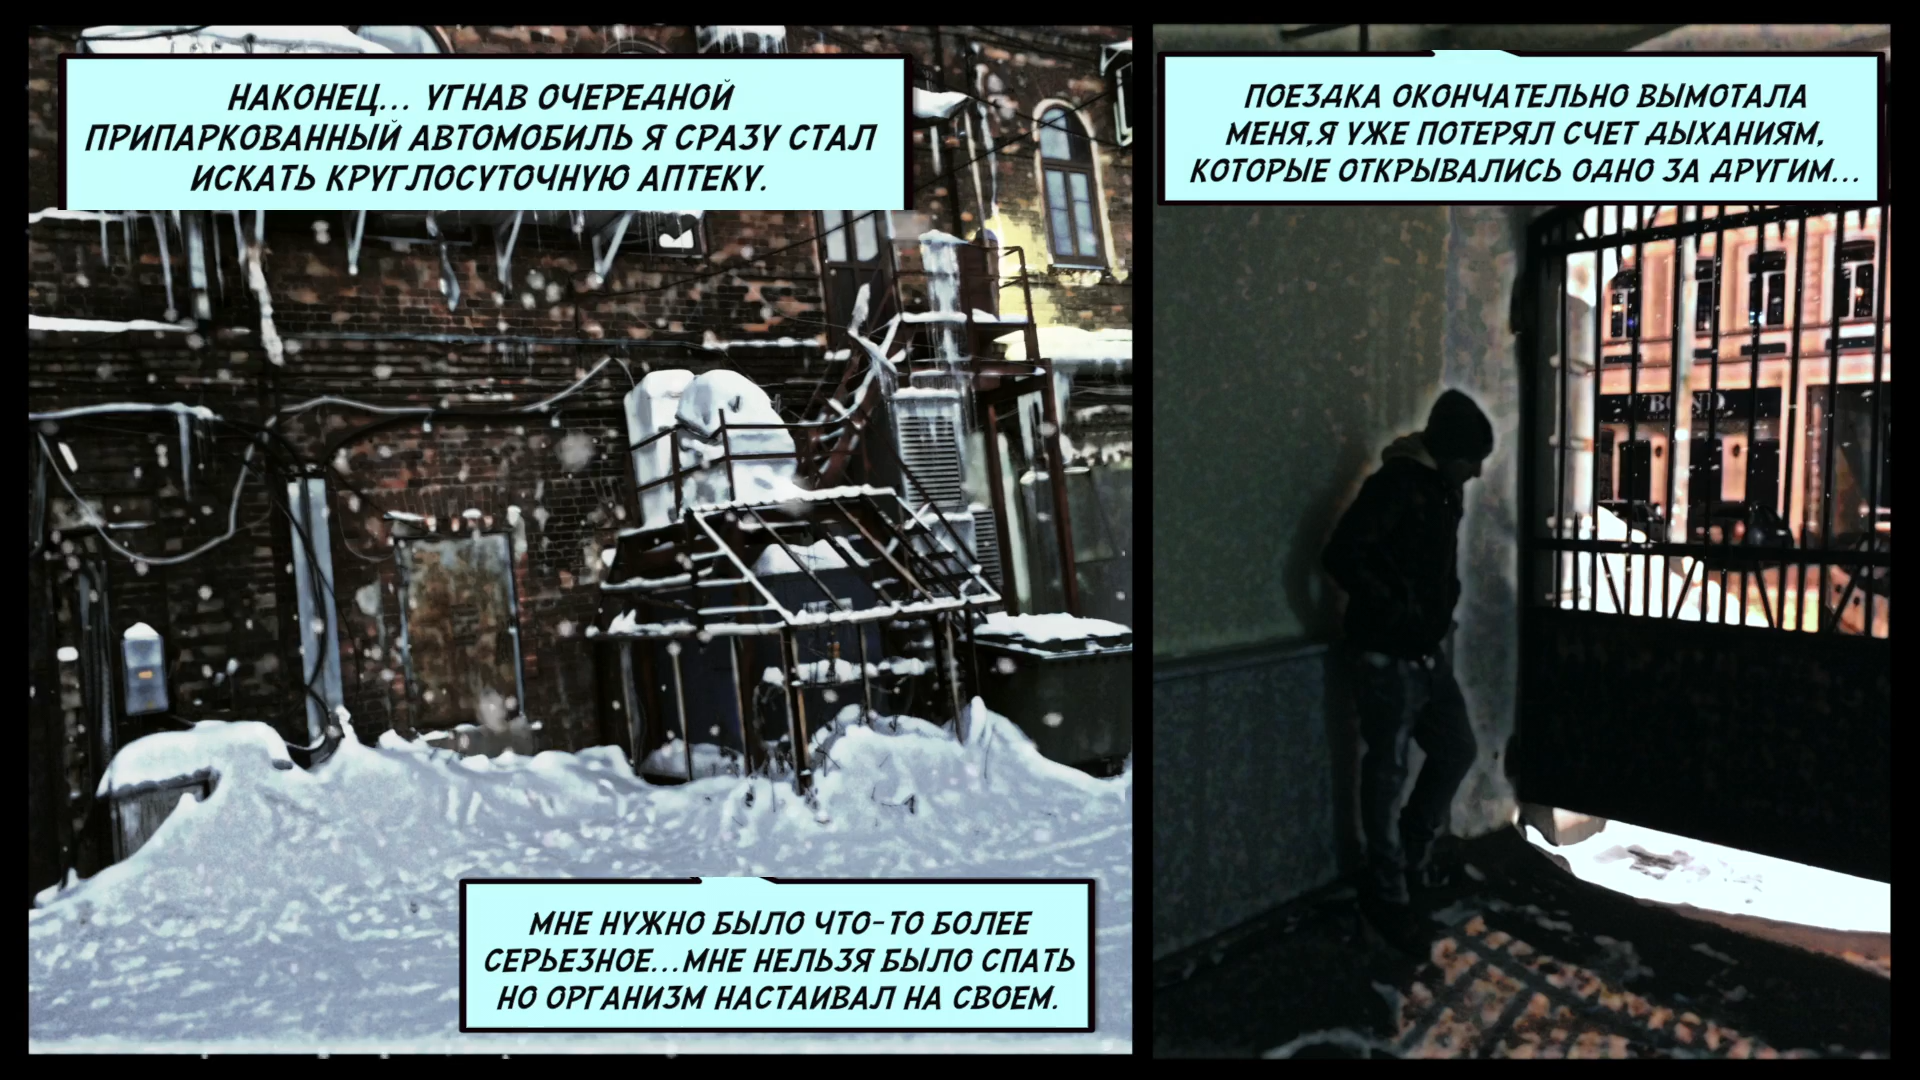 НАКОНЕЦ... УГНАВ ОЧЕРЕДНОЙ
ПРИПАРКОВАННЫЙ АВТОМОБИЛЬ Я СРАЗУ СТАЛ
ИСКАТЬ КРУГЛОСУТОЧНУЮ АПТЕКУ.
МНЕ НУЖНО БЫЛО ЧТО-ТО БОЛЕЕ
СЕРЬЕЗНОЕ...МНЕ НЕЛЬЗЯ БЫЛО СПАТЬ
НО ОРГАНИЗМ НАСТАИВАЛ НА СВОЕМ.
ПОЕЗДКА ОКОНЧАТЕЛЬНО ВЫМОТАЛА
МЕНЯ,Я УЖЕ ПОТЕРЯЛ СЧЕТ ДЫХАНИЯМ,
КОТОРЫЕ ОТКРЫВАЛИСЬ ОДНО ЗА ДРУГИМ...
BOND